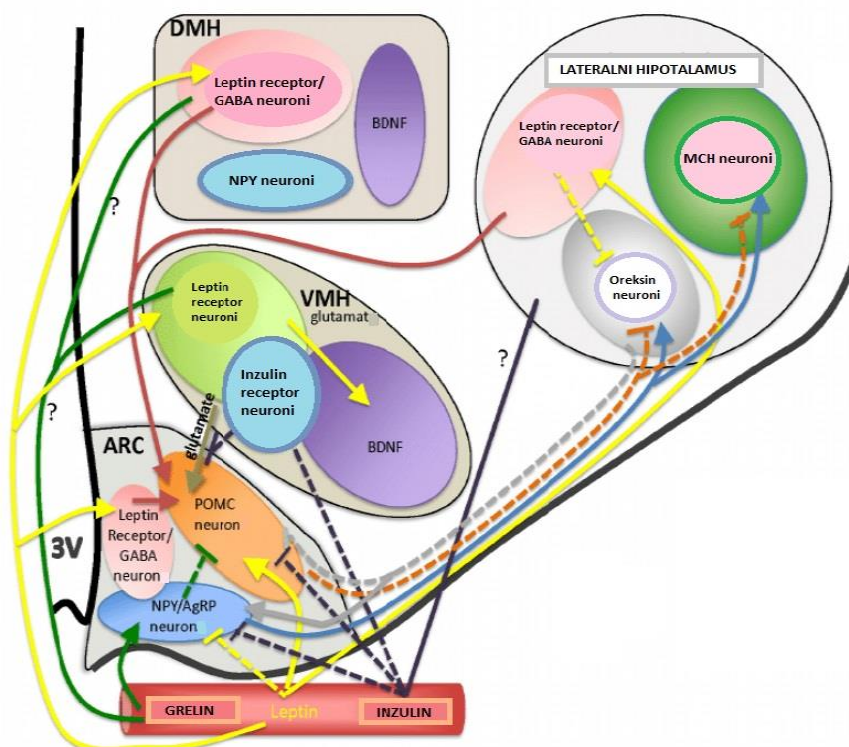 DMH
Leptin receptor/
GABA neuroni
BDNF
NPY neuroni
LATERALNI HIPOTALAMUS
Leptin receptor/
GABA neuroni
MCH neuroni
Oreksin
neuroni
?
Leptin
receptor
neuroni
VMH
glutamat
Inzulin
receptor
neuroni
BDNF
?
?
glutamate
ARC
POMC
neuron
Leptin
Receptor/
GABA
neuron
3V
NPY/AgRP
neuron
GRELIN
Leptin
INZULIN